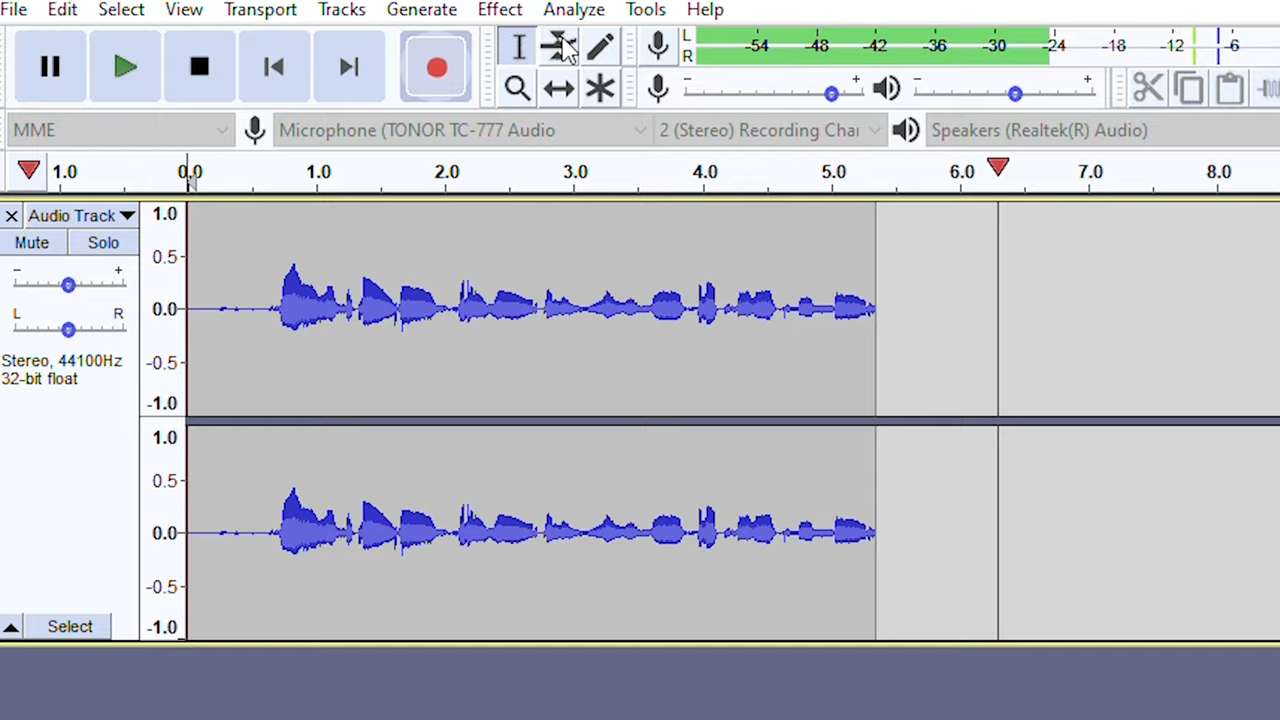 File Edit Select View Transport Tracks Generate Effect Analyze Tools Help
L -54 -48 -42 -36 -30 -24 -18 -12 -6
R
- + - +
MME Microphone (TONOR TC-777 Audio 2 (Stereo) Recording Chai Speakers (Realtek(R) Audio)
1.0 0.0 1.0 2.0 3.0 4.0 5.0 6.0 7.0 8.0
Audio Track 1.0
Mute Solo
0.5
- +
L R 0.0
Stereo, 44100Hz -0.5
32-bit float
-1.0
1.0
0.5
0.0
-0.5
Select -1.0